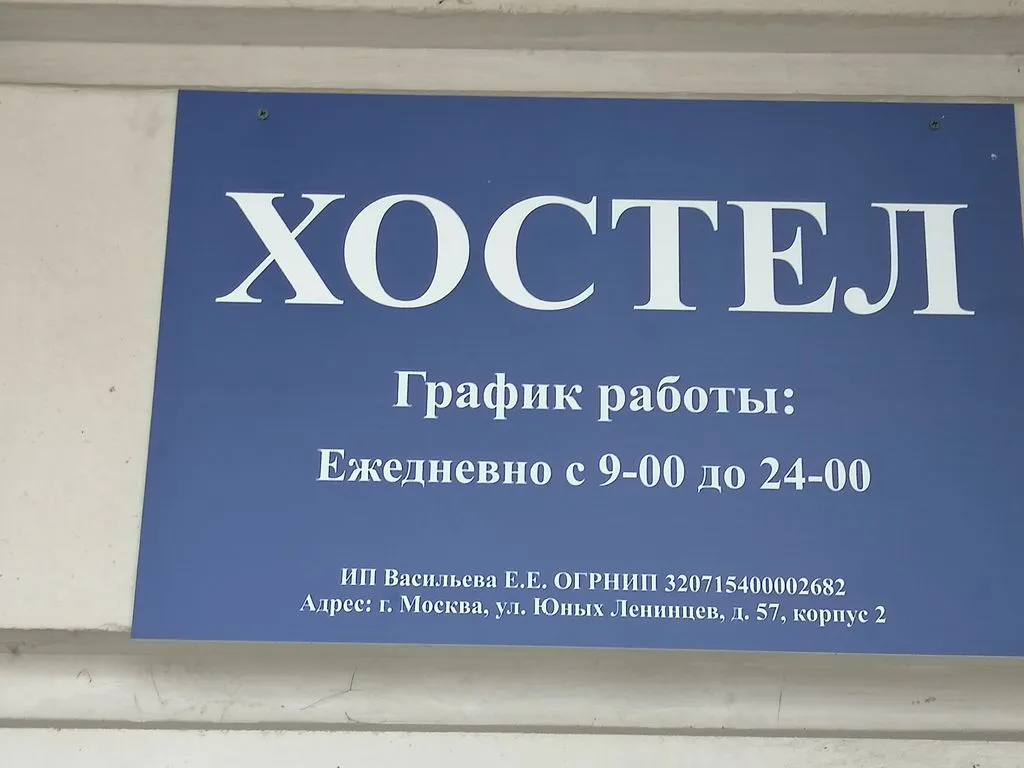 ХОСТЕЛ
График работы:
Ежедневно с 9-00 до 24-00
ИП Васильева Е.Е. ОГРНИП 320715400002682
Адрес: г. Москва, ул. Юных Ленинцев, д. 57, корпус 2